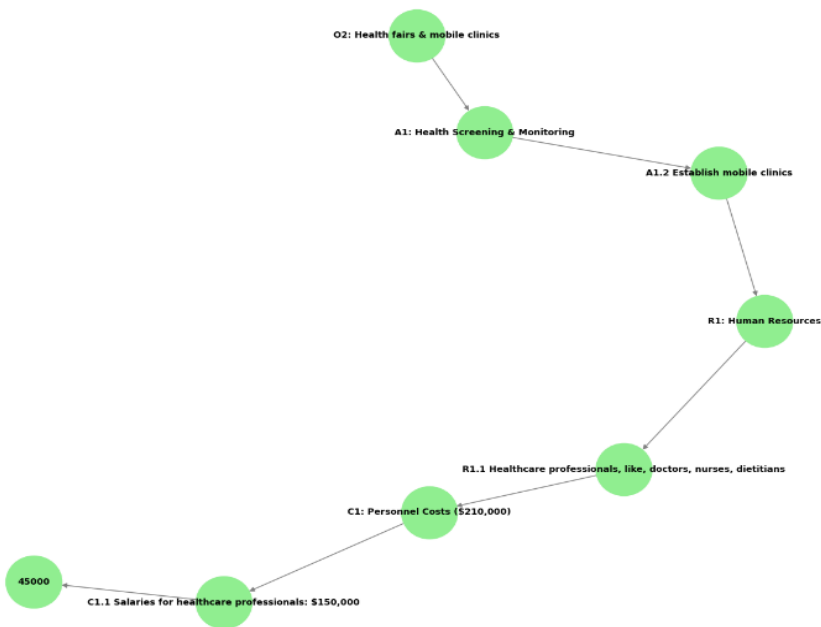 O2: Health fairs & mobile clinics
A1: Health Screening & Monitoring
A1.2 Establish mobile clinics
R1: Human Resources
R1.1 Healthcare professionals, like, doctors, nurses, dietitians
C1: Personnel Costs ($210,000)
45000
C1.1 Salaries for healthcare professionals: $150,000